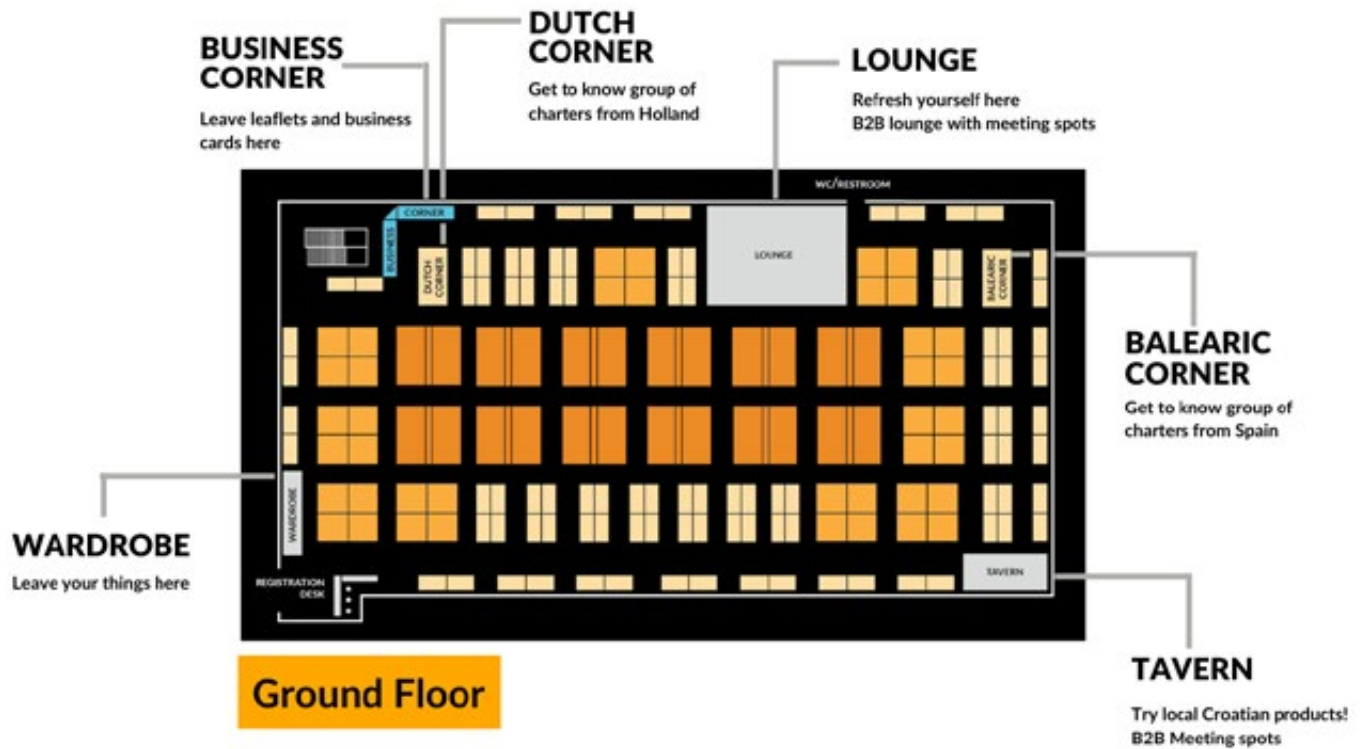 BUSINESS
CORNER
Leave leaflets and business
cards here
DUTCH
CORNER
Get to know group of
charters from Holland
LOUNGE
Refresh yourself here
B2B lounge with meeting spots
WC/RESTROOM
CORNER
BUSINESS
DUTCH
CORNER
LOUNGE
BALEARIC
CORNER
BALEARIC
CORNER
Get to know group of
charters from Spain
WARDROBE
WARDROBE
Leave your things here
REGISTRATION
DESK
TAVERN
Ground Floor
TAVERN
Try local Croatian products!
B2B Meeting spots